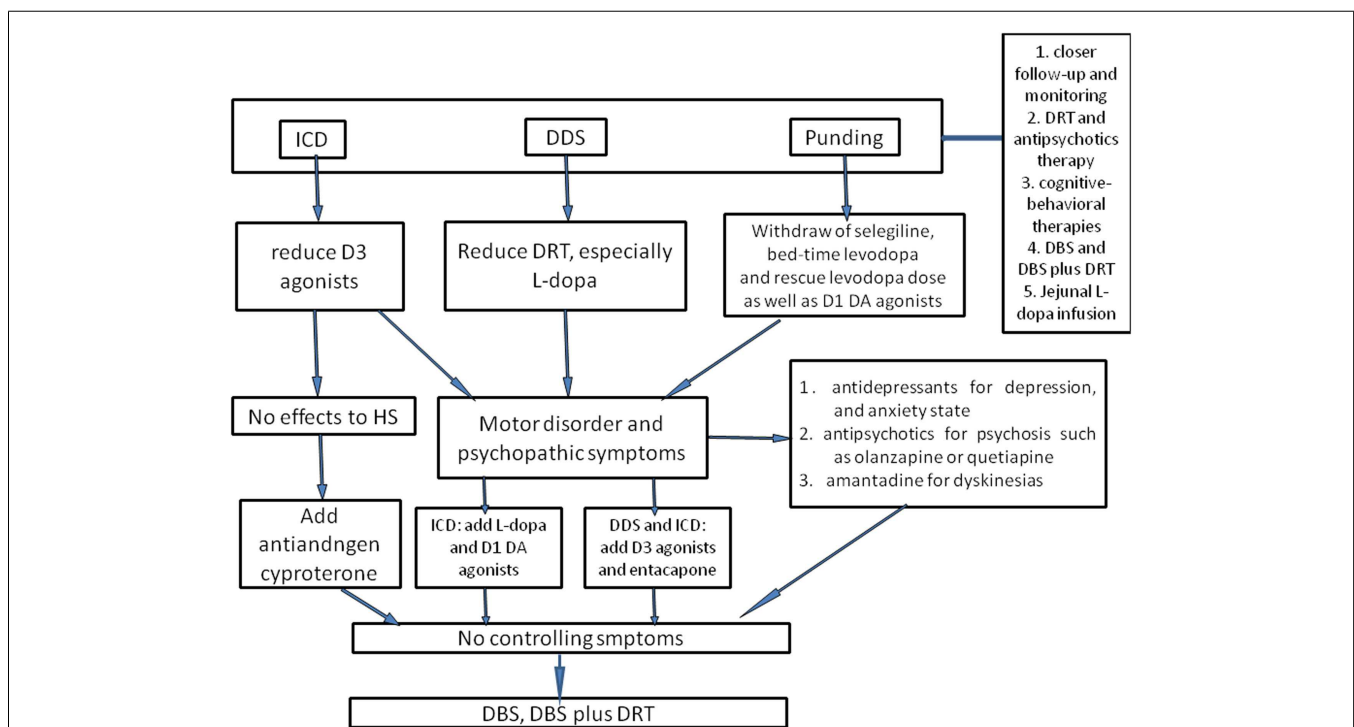 ICD
DDS
Punding
1. closer
follow-up and
monitoring
2. DRT and
antipsychotics
therapy
3. cognitive-
behavioral
therapies
4. DBS and
DBS plus DRT
5. Jejunal L-
dopa infusion
reduce D3
agonists
Reduce DRT, especially
L-dopa
Withdraw of selegiline,
bed-time levodopa
and rescue levodopa dose
as well as D1 DA agonists
No effects to HS
Motor disorder and
psychopathic symptoms
1. antidepressants for depression,
and anxiety state
2. antipsychotics for psychosis such
as olanzapine or quetiapine
3. amantadine for dyskinesias
Add
antiandngen
cyproterone
ICD: add L-dopa
and D1 DA
agonists
DDS and ICD:
add D3 agonists
and entacapone
No controlling smptoms
DBS, DBS plus DRT